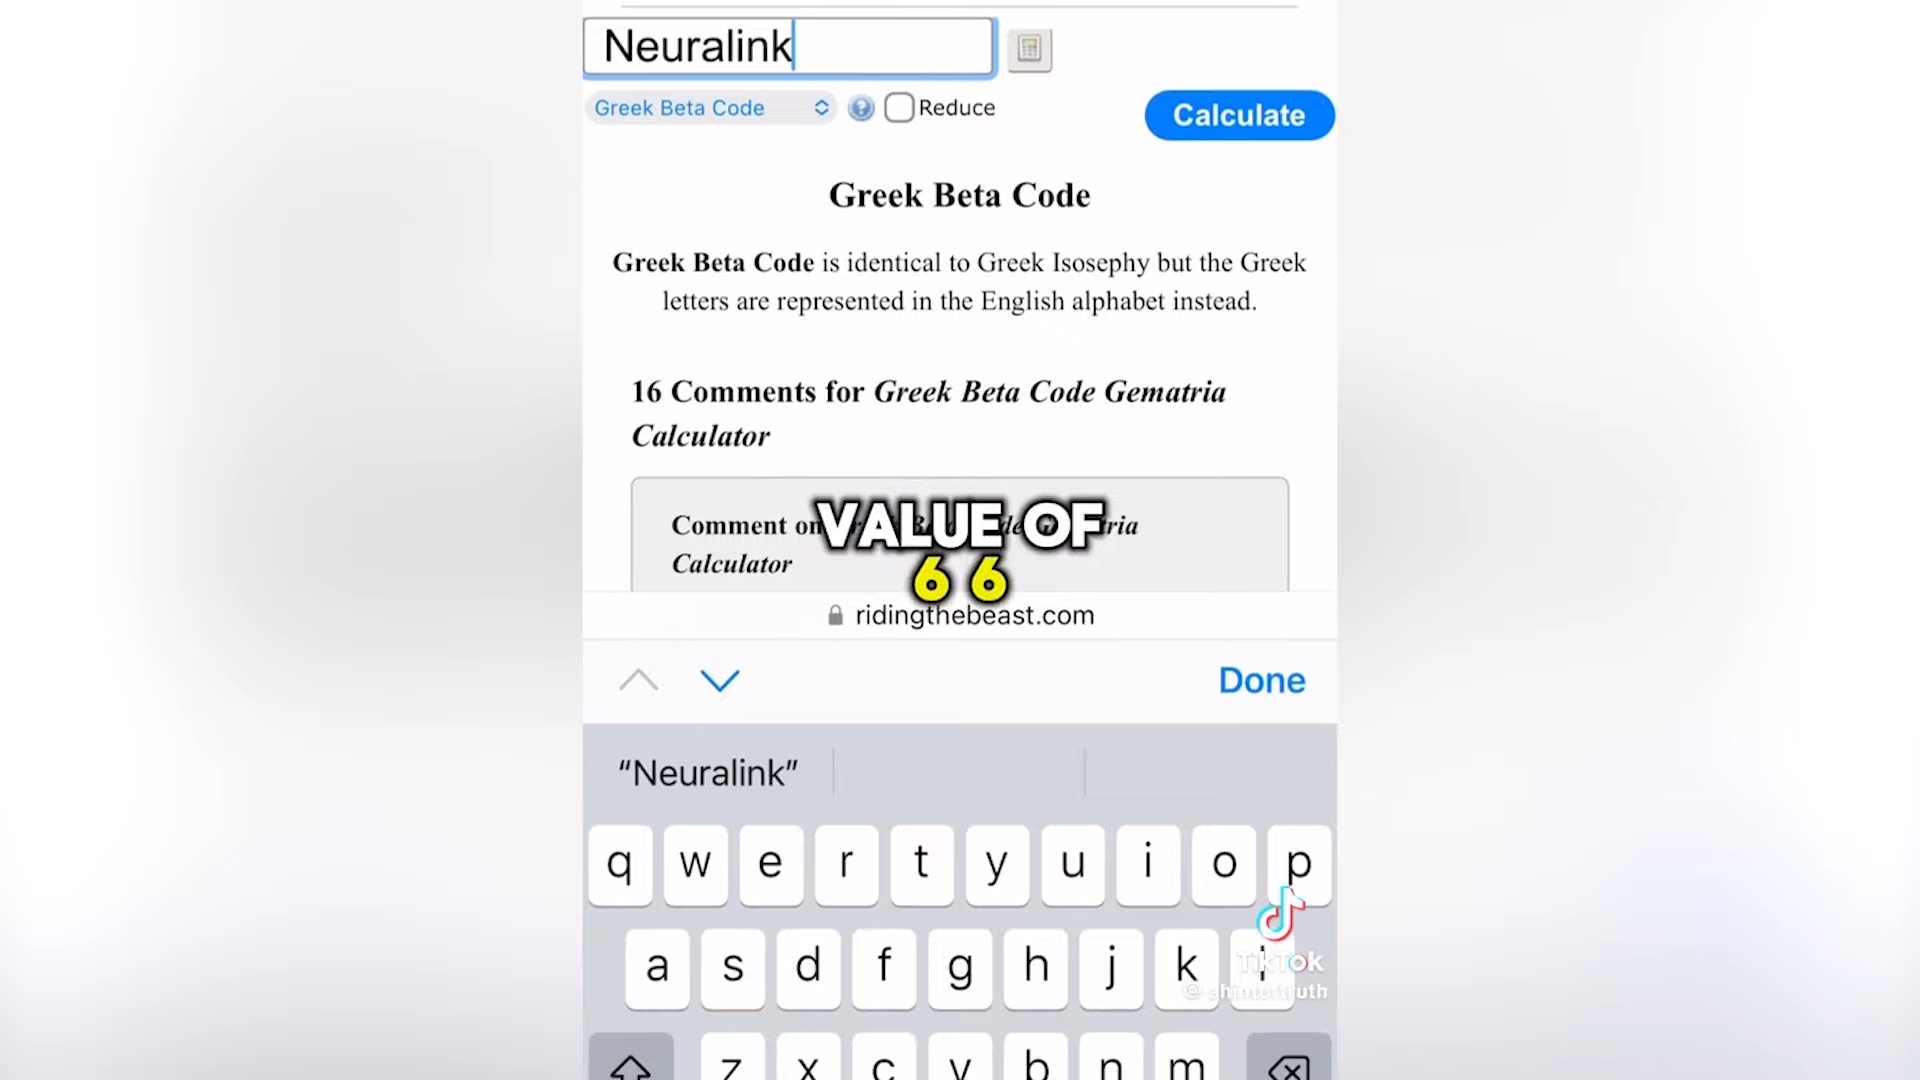 Neuralink
Greek Beta Code Reduce
Calculate
Greek Beta Code
Greek Beta Code is identical to Greek Isosephy but the Greek
letters are represented in the English alphabet instead.
16 Comments for Greek Beta Code Gematria
Calculator
Comment on
Calculator
VALUE OF
6 6
ridingthebeast.com
Done
“Neuralink”
q w e r t y u i o p
a s d f g h j k l
TikTok
z x c v b n m